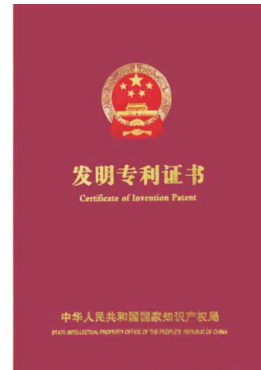 发明专利证书
Certificate of Invention Patent
中华人民共和国国家知识产权局
STATE INTELLECTUAL PROPERTY OFFICE OF THE PEOPLE'S REPUBLIC OF CHINA